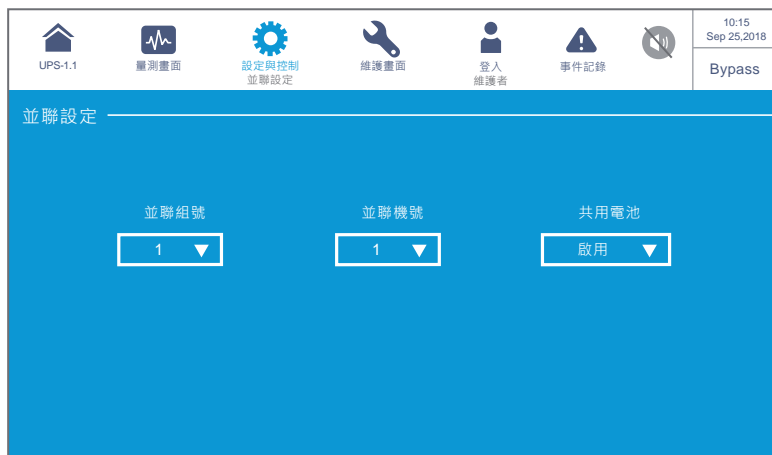 UPS-1.1
量測畫面
設定與控制
並聯設定
維護畫面
登入
維護者
事件記錄
10:15
Sep 25,2018
Bypass
並聯設定
並聯組號
並聯機號
共用電池
1
1
啟用